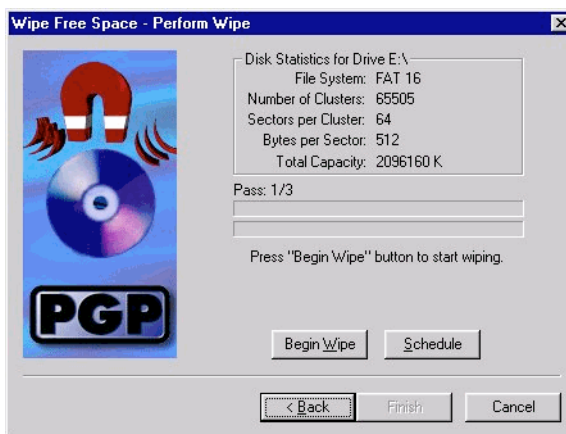 Wipe Free Space - Perform Wipe
Disk Statistics for Drive E:\
File System: FAT 16
Number of Clusters: 65505
Sectors per Cluster: 64
Bytes per Sector: 512
Total Capacity: 2096160 K
Pass: 1/3
Press "Begin Wipe" button to start wiping.
PGP
Begin Wipe Schedule
< Back Finish Cancel